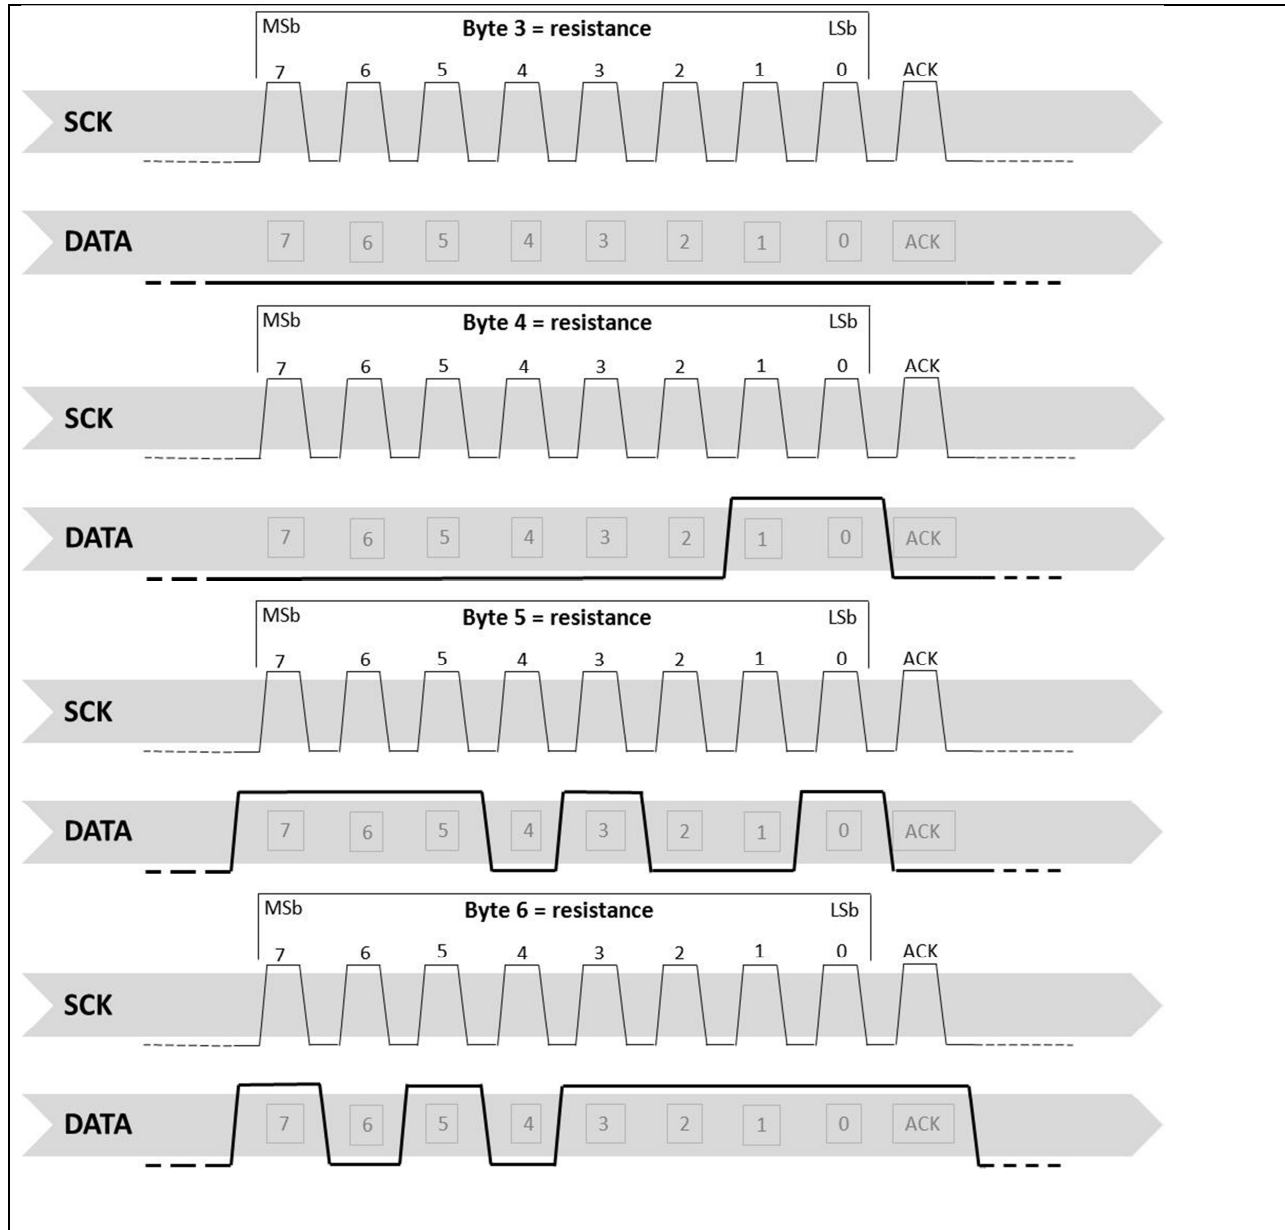 MSb Byte 3 = resistance LSb
7 6 5 4 3 2 1 0 ACK
SCK
DATA 7 6 5 4 3 2 1 0 ACK
MSb Byte 4 = resistance LSb
7 6 5 4 3 2 1 0 ACK
SCK
DATA 7 6 5 4 3 2 1 0 ACK
MSb Byte 5 = resistance LSb
7 6 5 4 3 2 1 0 ACK
SCK
DATA 7 6 5 4 3 2 1 0 ACK
MSb Byte 6 = resistance LSb
7 6 5 4 3 2 1 0 ACK
SCK
DATA 7 6 5 4 3 2 1 0 ACK